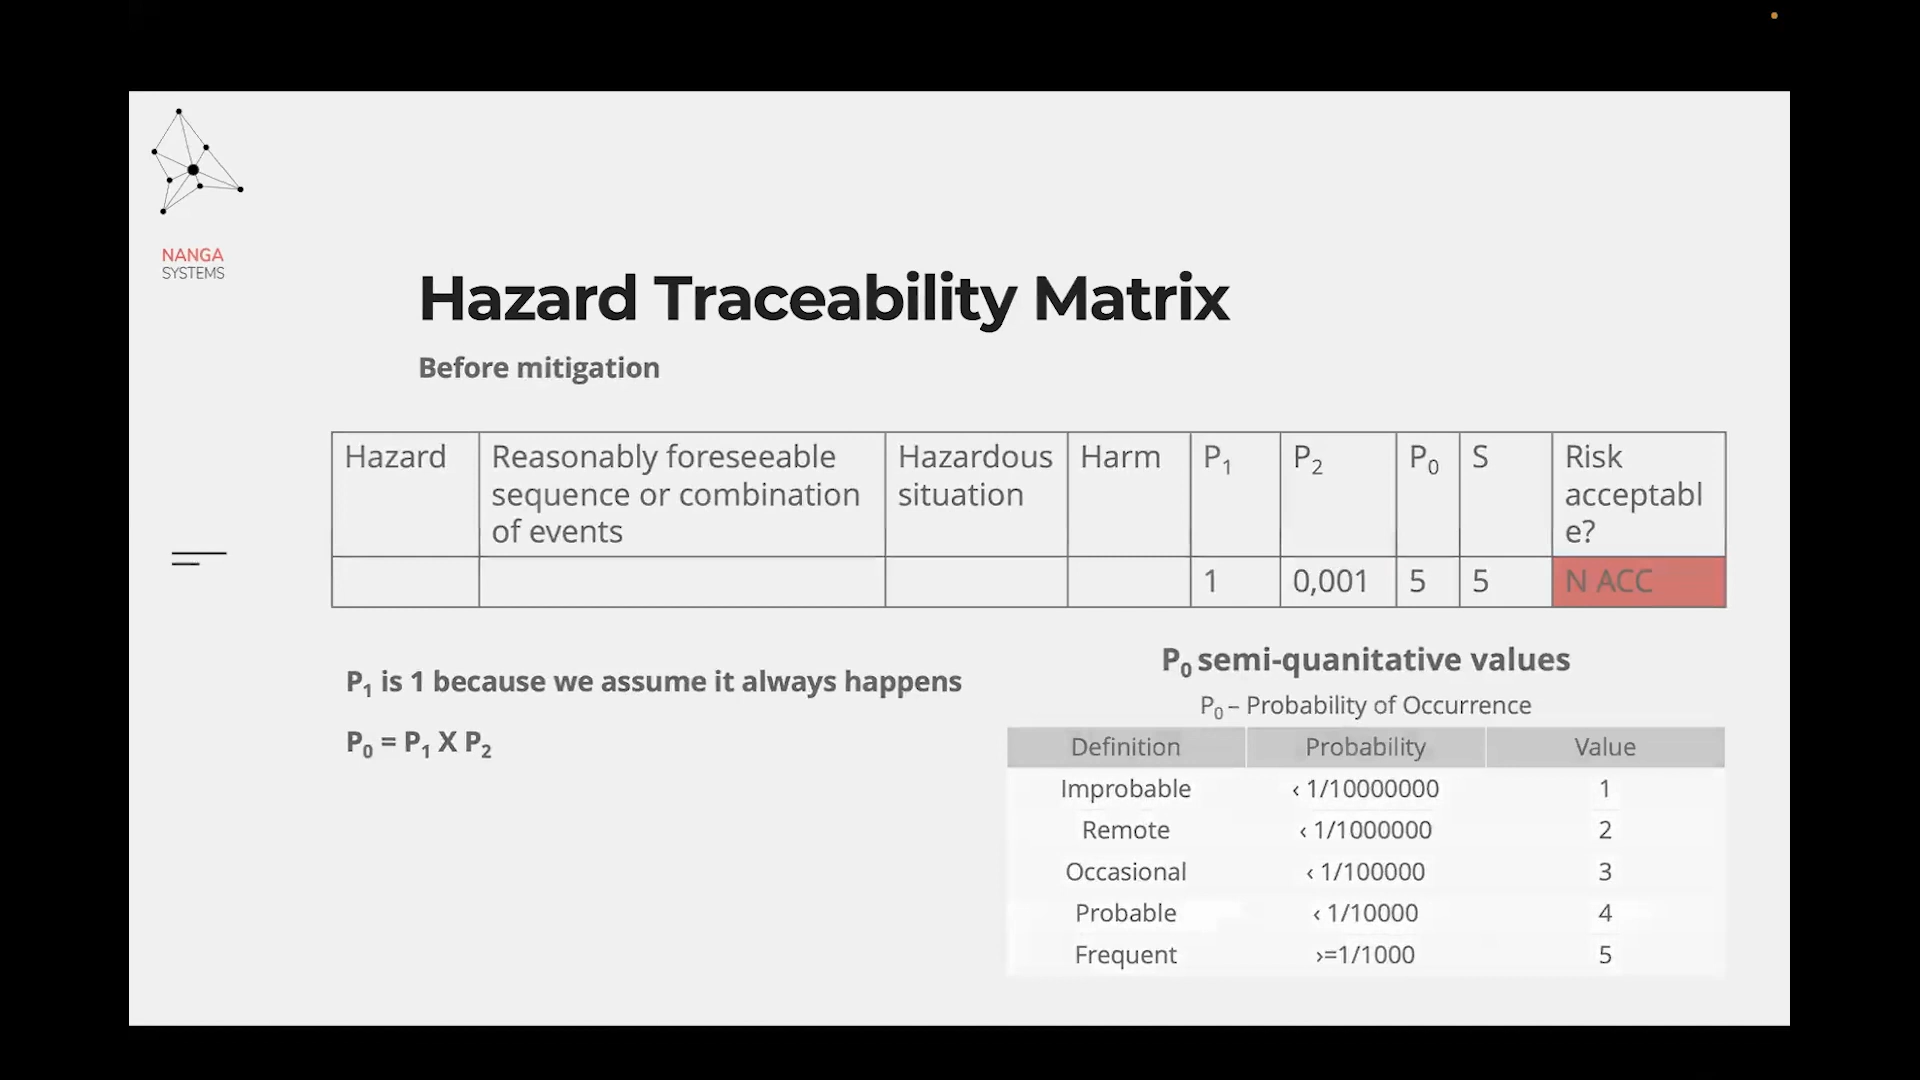 NANGA
SYSTEMS
Hazard Traceability Matrix
Before mitigation
Hazard
Reasonably foreseeable
sequence or combination
of events
Hazardous
situation
Harm
P1
P2
P0
S
Risk
acceptabl
e?
1
0,001
5
5
N ACC
P1 is 1 because we assume it always happens
P0 = P1 X P2
P0 semi-quanitative values
P0 – Probability of Occurrence
Definition Probability Value
Improbable ‹ 1/10000000 1
Remote ‹ 1/1000000 2
Occasional ‹ 1/100000 3
Probable ‹ 1/10000 4
Frequent ›=1/1000 5